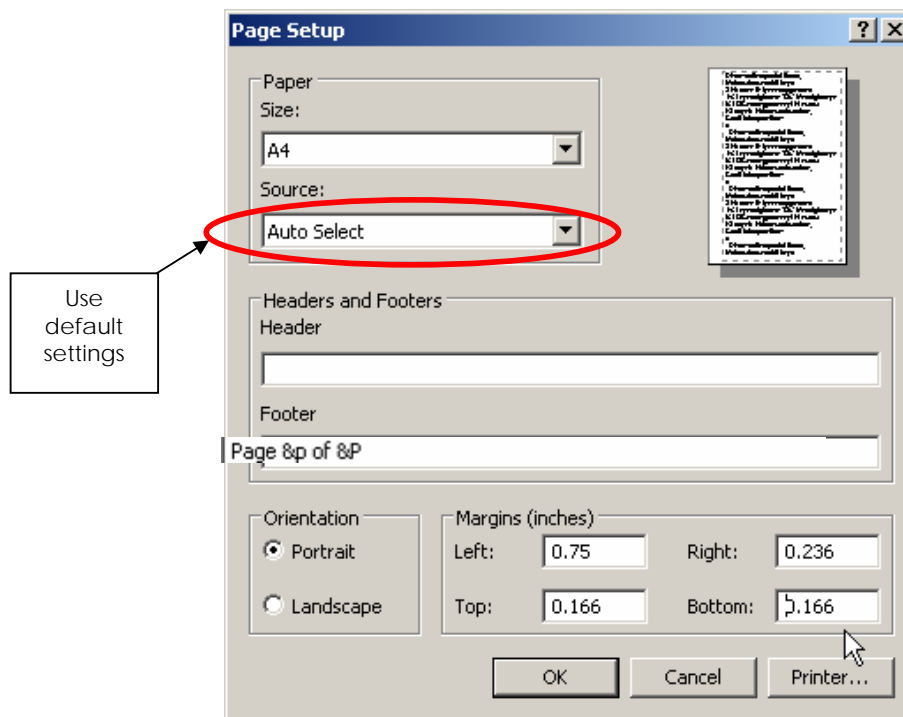 Page Setup
Paper
Size:
A4
Source:
Auto Select
Use
default
settings
Headers and Footers
Header
Footer
Page &p of &P
Orientation
Portrait
Landscape
Margins (inches)
Left: 0.75 Right: 0.236
Top: 0.166 Bottom: 0.166
OK Cancel Printer...